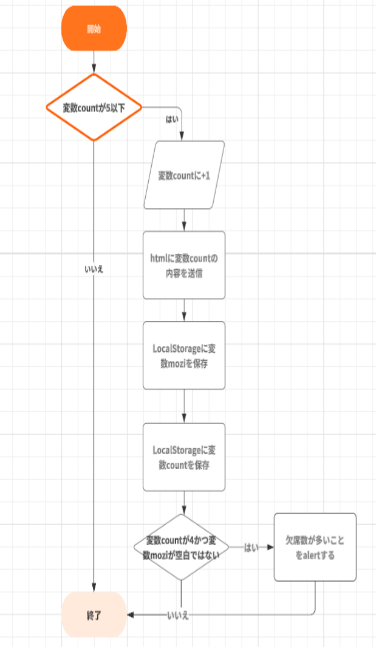 開始
変数countが5以下
はい
変数countに+1
htmlに変数countの
内容を送信
いいえ
LocalStorageに変
数moziを保存
LocalStorageに変
数countを保存
変数countが4かつ変
数moziが空白ではない
はい
欠席数が多いこと
をalertする
いいえ
終了